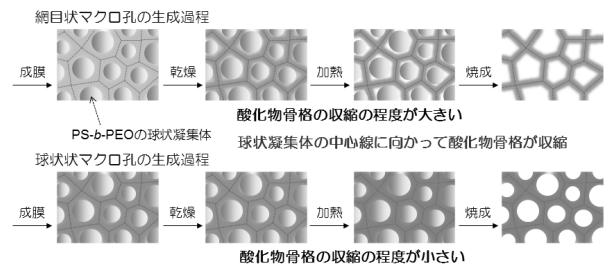 網目状マクロ孔の生成過程
成膜 乾燥 加熱 焼成
酸化物骨格の収縮の程度が大きい
PS-b-PEOの球状凝集体
球状凝集体の中心線に向かって酸化物骨格が収縮
球状状マクロ孔の生成過程
成膜 乾燥 加熱 焼成
酸化物骨格の収縮の程度が小さい